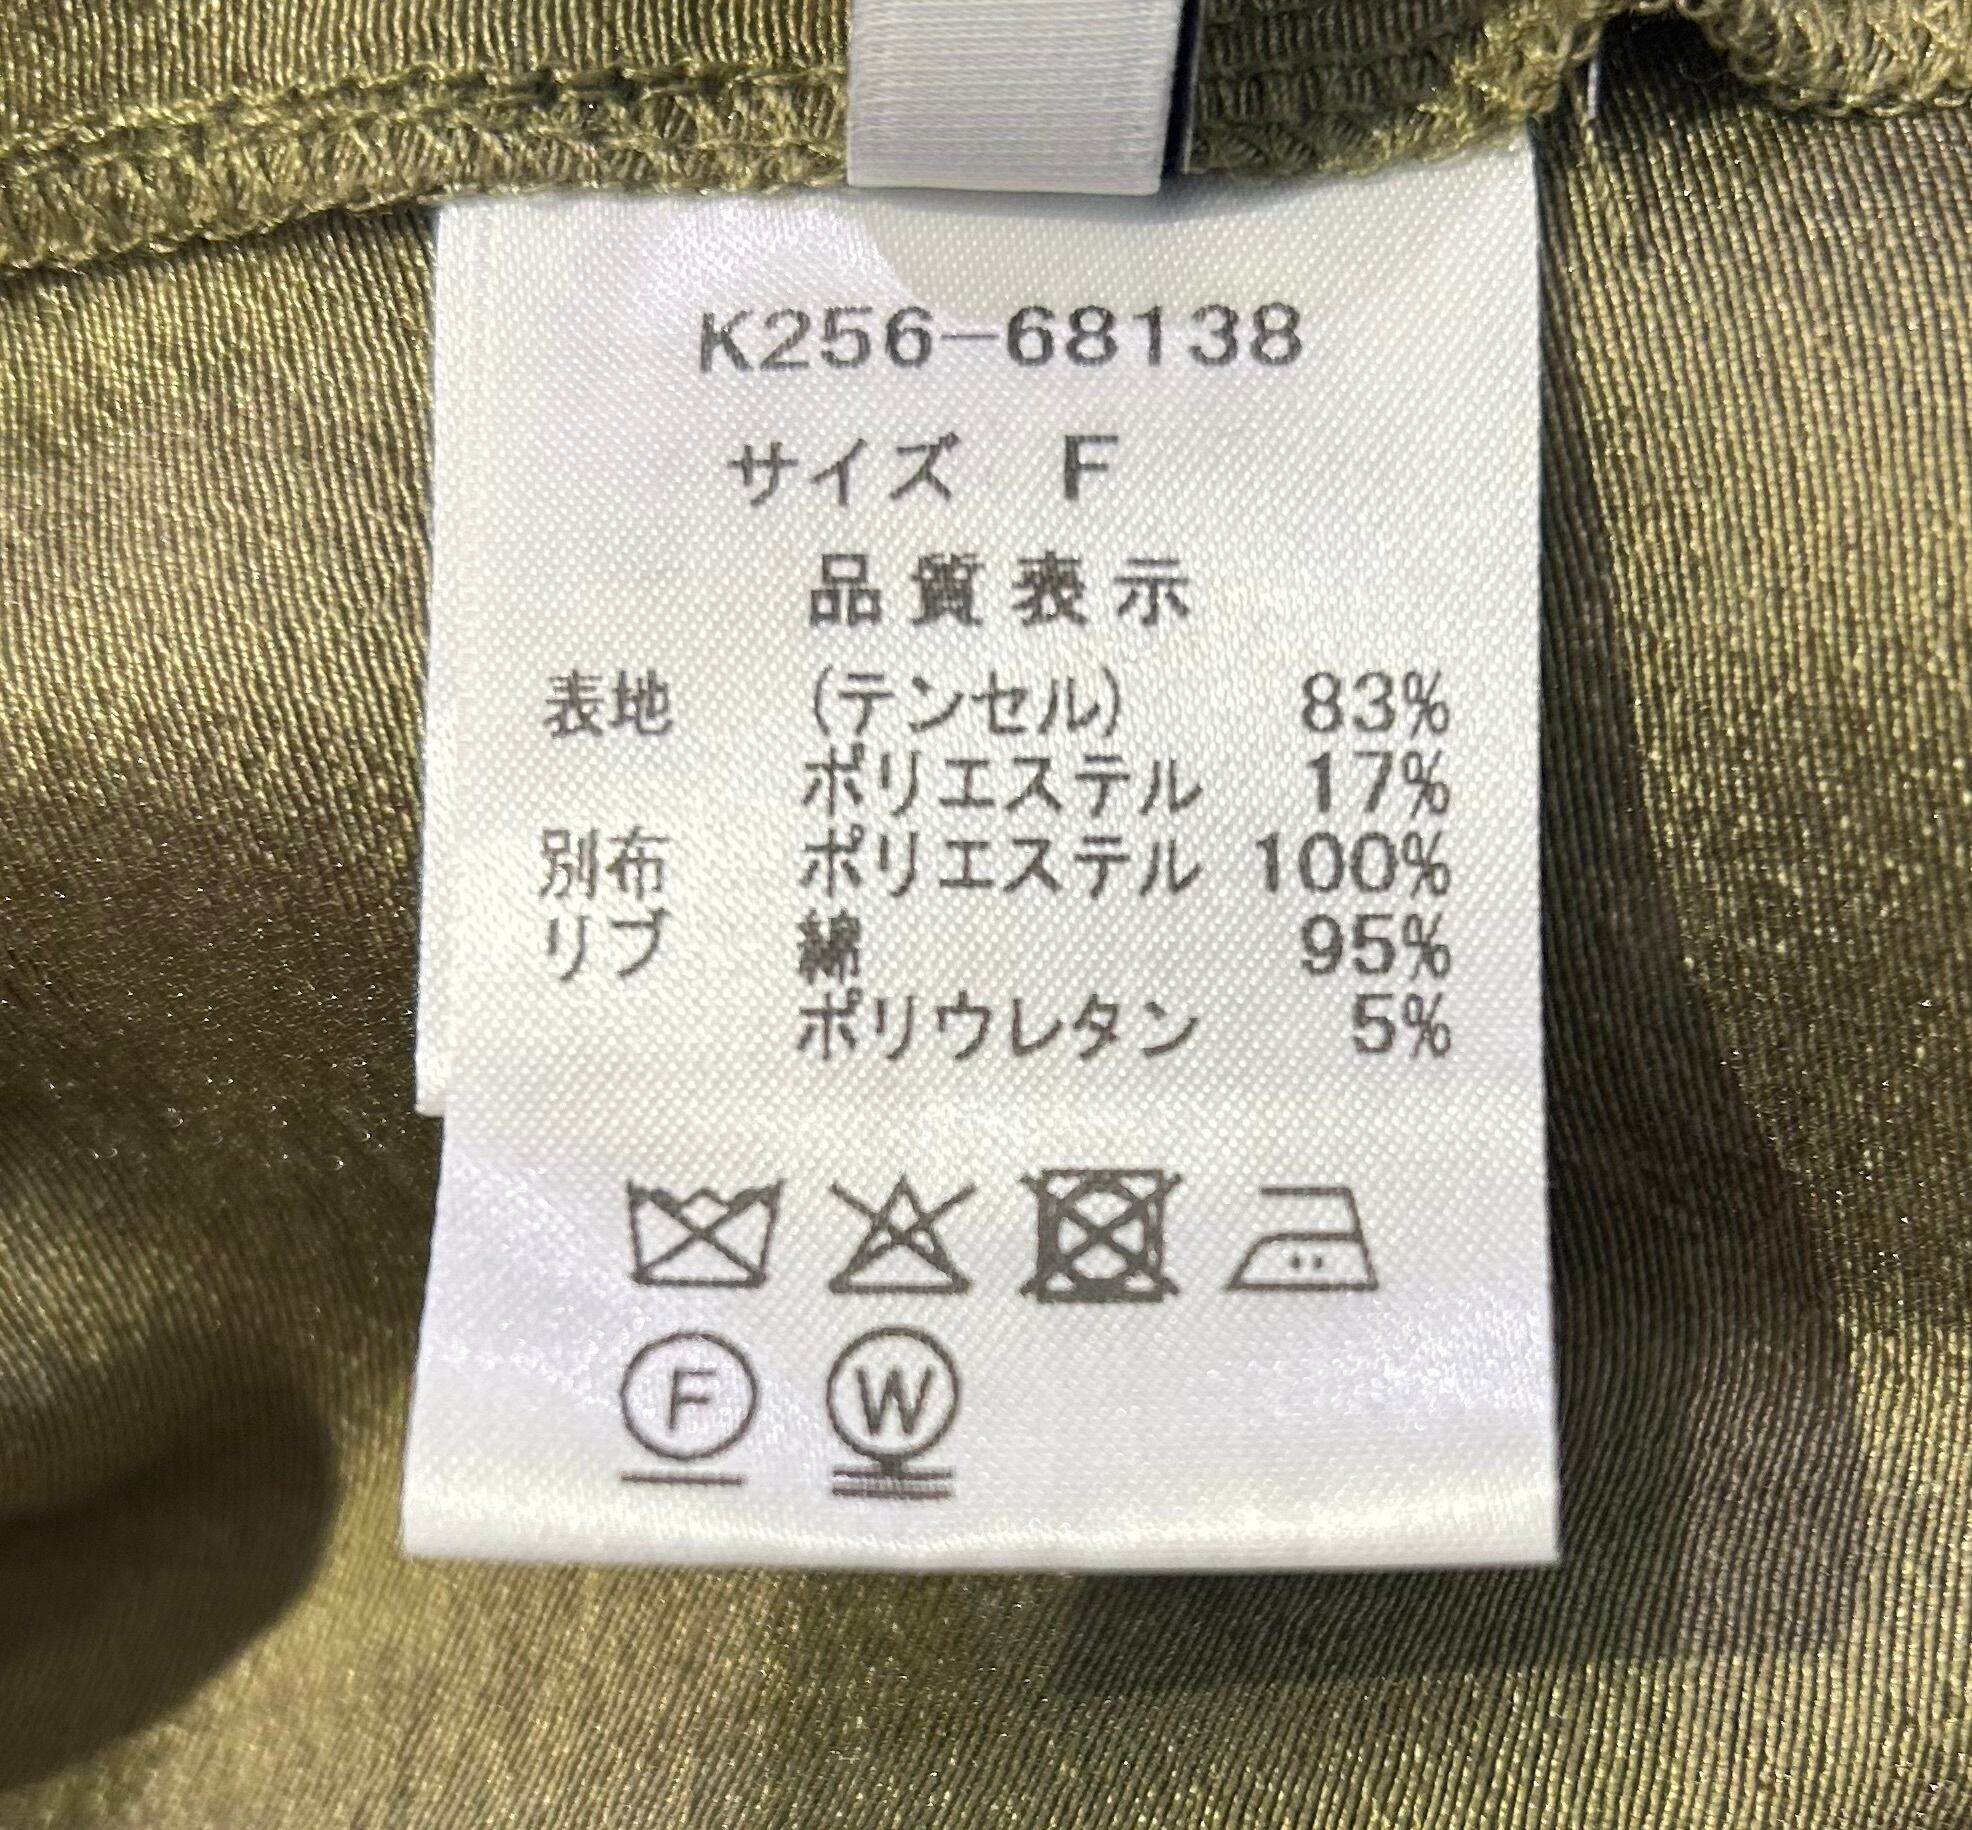 K256-68138
サイズ F
品質表示
表地 (テンセル) 83%
ポリエステル 17%
別布 ポリエステル 100%
リブ 綿 95%
ポリウレタン 5%
F W